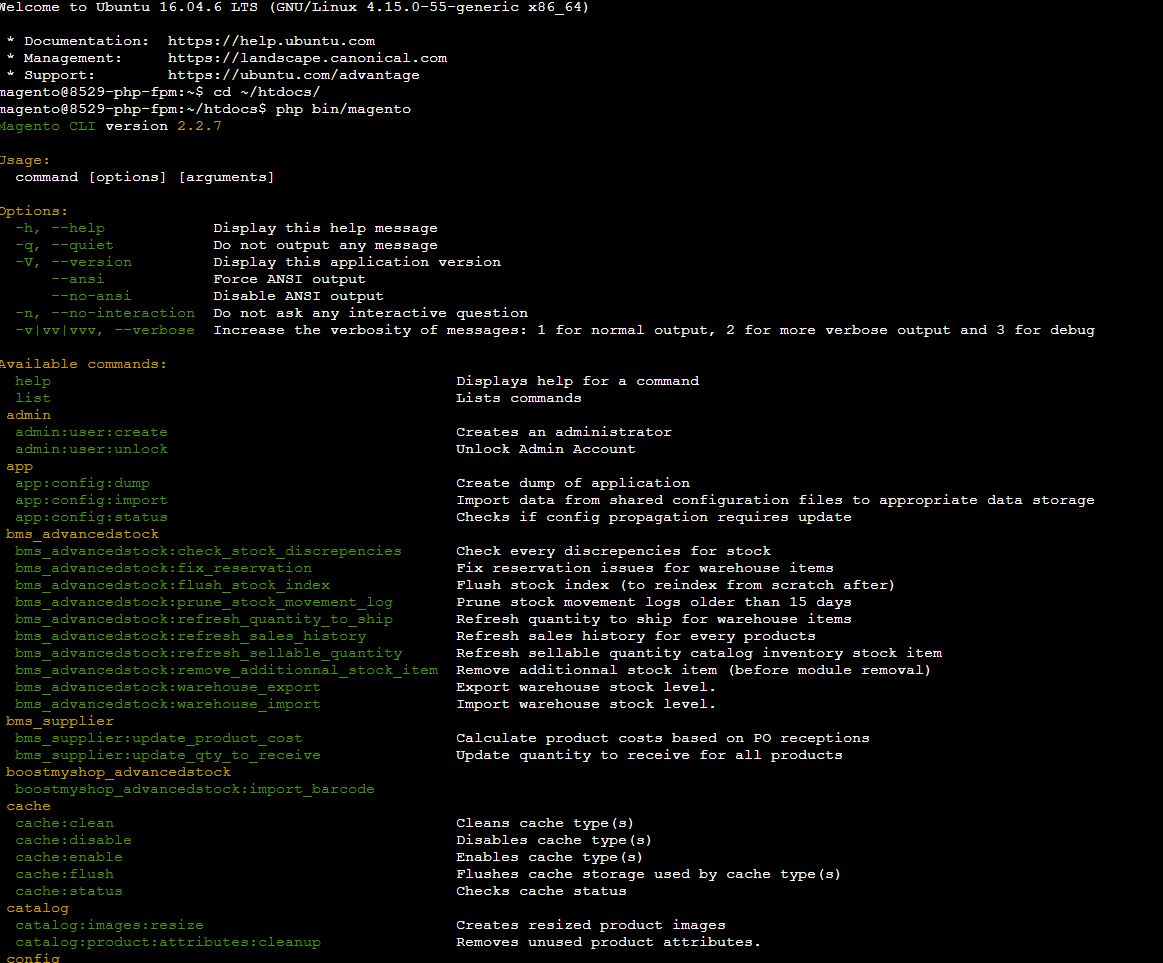 Welcome to Ubuntu 16.04.6 LTS (GNU/Linux 4.15.0-55-generic x86_64)
* Documentation:  https://help.ubuntu.com
* Management:     https://landscape.canonical.com
* Support:        https://ubuntu.com/advantage
magento@8529-php-fpm:~$ cd ~/htdocs/
magento@8529-php-fpm:~/htdocs$ php bin/magento
Magento CLI version 2.2.7
Usage:
command [options] [arguments]
Options:
-h, --help            Display this help message
-q, --quiet           Do not output any message
-V, --version         Display this application version
--ansi            Force ANSI output
--no-ansi         Disable ANSI output
-n, --no-interaction  Do not ask any interactive question
-v|vv|vvv, --verbose  Increase the verbosity of messages: 1 for normal output, 2 for more verbose output and 3 for debug
Available commands:
help                                             Displays help for a command
list                                             Lists commands
admin
admin:user:create                                Creates an administrator
admin:user:unlock                                Unlock Admin Account
app
app:config:dump                                  Create dump of application
app:config:import                                Import data from shared configuration files to appropriate data storage
app:config:status                                Checks if config propagation requires update
bms_advancedstock
bms_advancedstock:check_stock_discrepencies      Check every discrepencies for stock
bms_advancedstock:fix_reservation                Fix reservation issues for warehouse items
bms_advancedstock:flush_stock_index              Flush stock index (to reindex from scratch after)
bms_advancedstock:prune_stock_movement_log       Prune stock movement logs older than 15 days
bms_advancedstock:refresh_quantity_to_ship       Refresh quantity to ship for warehouse items
bms_advancedstock:refresh_sales_history          Refresh sales history for every products
bms_advancedstock:refresh_sellable_quantity      Refresh sellable quantity catalog inventory stock item
bms_advancedstock:remove_additionnal_stock_item  Remove additionnal stock item (before module removal)
bms_advancedstock:warehouse_export               Export warehouse stock level.
bms_advancedstock:warehouse_import               Import warehouse stock level.
bms_supplier
bms_supplier:update_product_cost                 Calculate product costs based on PO receptions
bms_supplier:update_qty_to_receive               Update quantity to receive for all products
boostmyshop_advancedstock
boostmyshop_advancedstock:import_barcode
cache
cache:clean                                      Cleans cache type(s)
cache:disable                                    Disables cache type(s)
cache:enable                                     Enables cache type(s)
cache:flush                                      Flushes cache storage used by cache type(s)
cache:status                                     Checks cache status
catalog
catalog:images:resize                            Creates resized product images
catalog:product:attributes:cleanup               Removes unused product attributes.
config